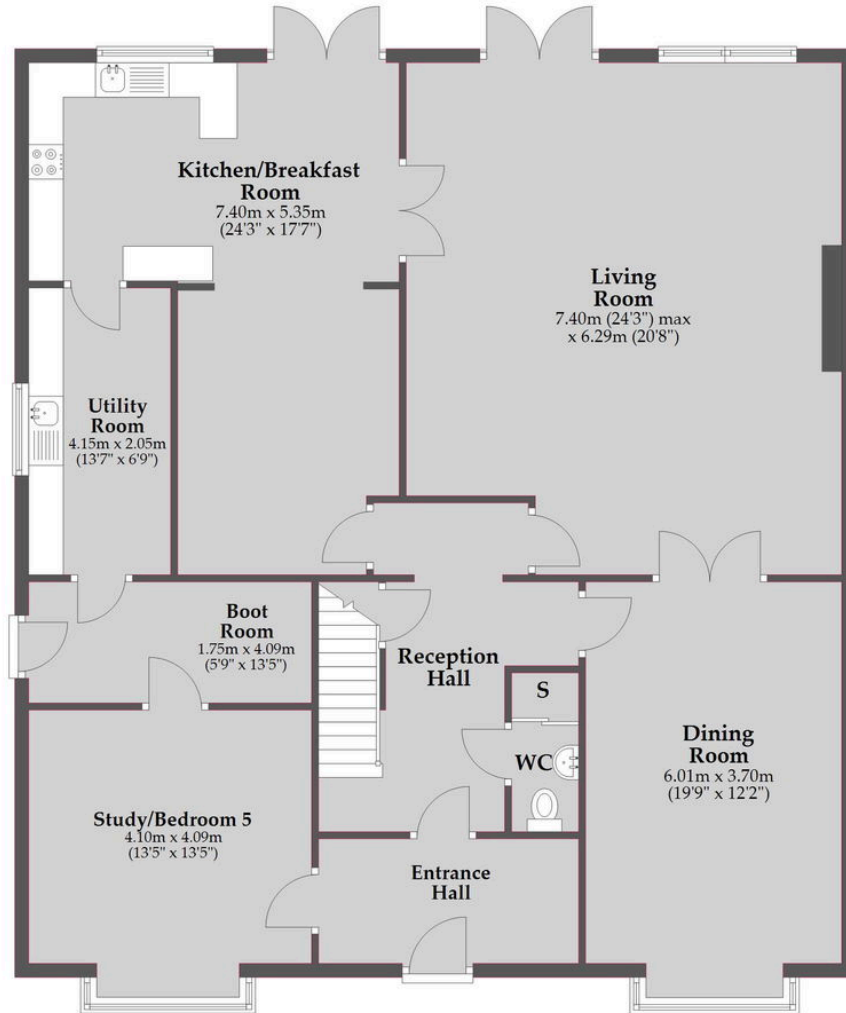 Kitchen/Breakfast
Room
7.40m x 5.35m
(24'3" x 17'7")
Living
Room
7.40m (24'3") max
x 6.29m (20'8")
Utility
Room
4.15m x 2.05m
(13'7" x 6'9")
Boot
Room
1.75m x 4.09m
(5'9" x 13'5")
Reception
Hall
S
WC
Dining
Room
6.01m x 3.70m
(19'9" x 12'2")
Study/Bedroom 5
4.10m x 4.09m
(13'5" x 13'5")
Entrance
Hall